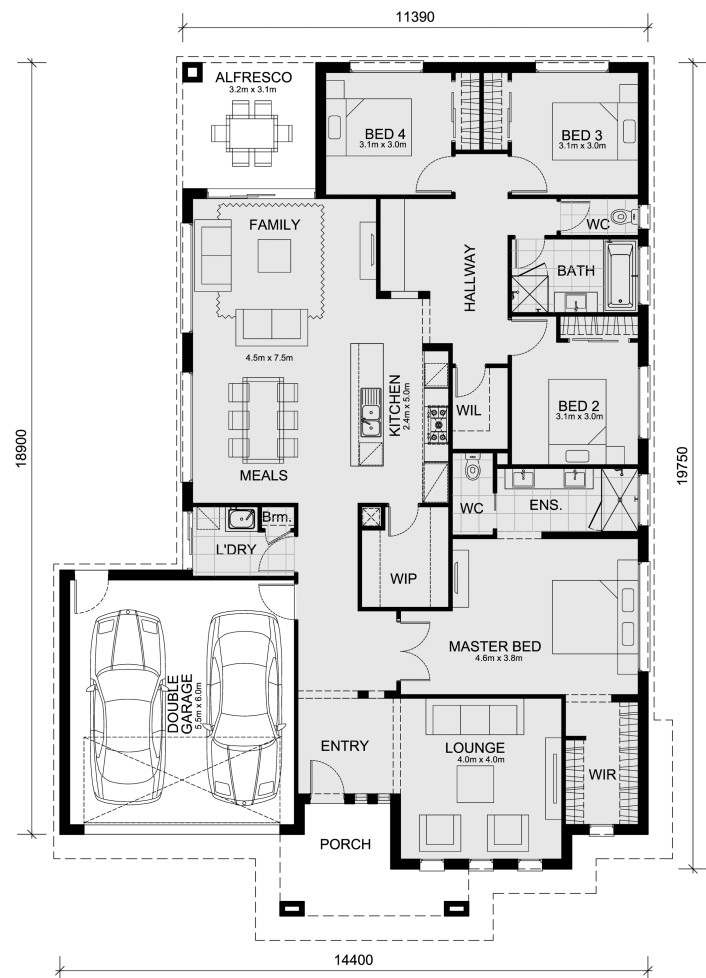 11390
ALFRESCO
3.2m x 3.1m
BED 4
3.1m x 3.0m
BED 3
3.1m x 3.0m
FAMILY
WC
HALLWAY
BATH
4.5m x 7.5m
KITCHEN
2.4m x 5.0m
WIL
BED 2
3.1m x 3.0m
18900
19750
MEALS
WC
ENS.
Brm.
L'DRY
WIP
MASTER BED
4.6m x 3.8m
DOUBLE
GARAGE
5.5m x 6.0m
ENTRY
LOUNGE
4.0m x 4.0m
WIR
PORCH
14400